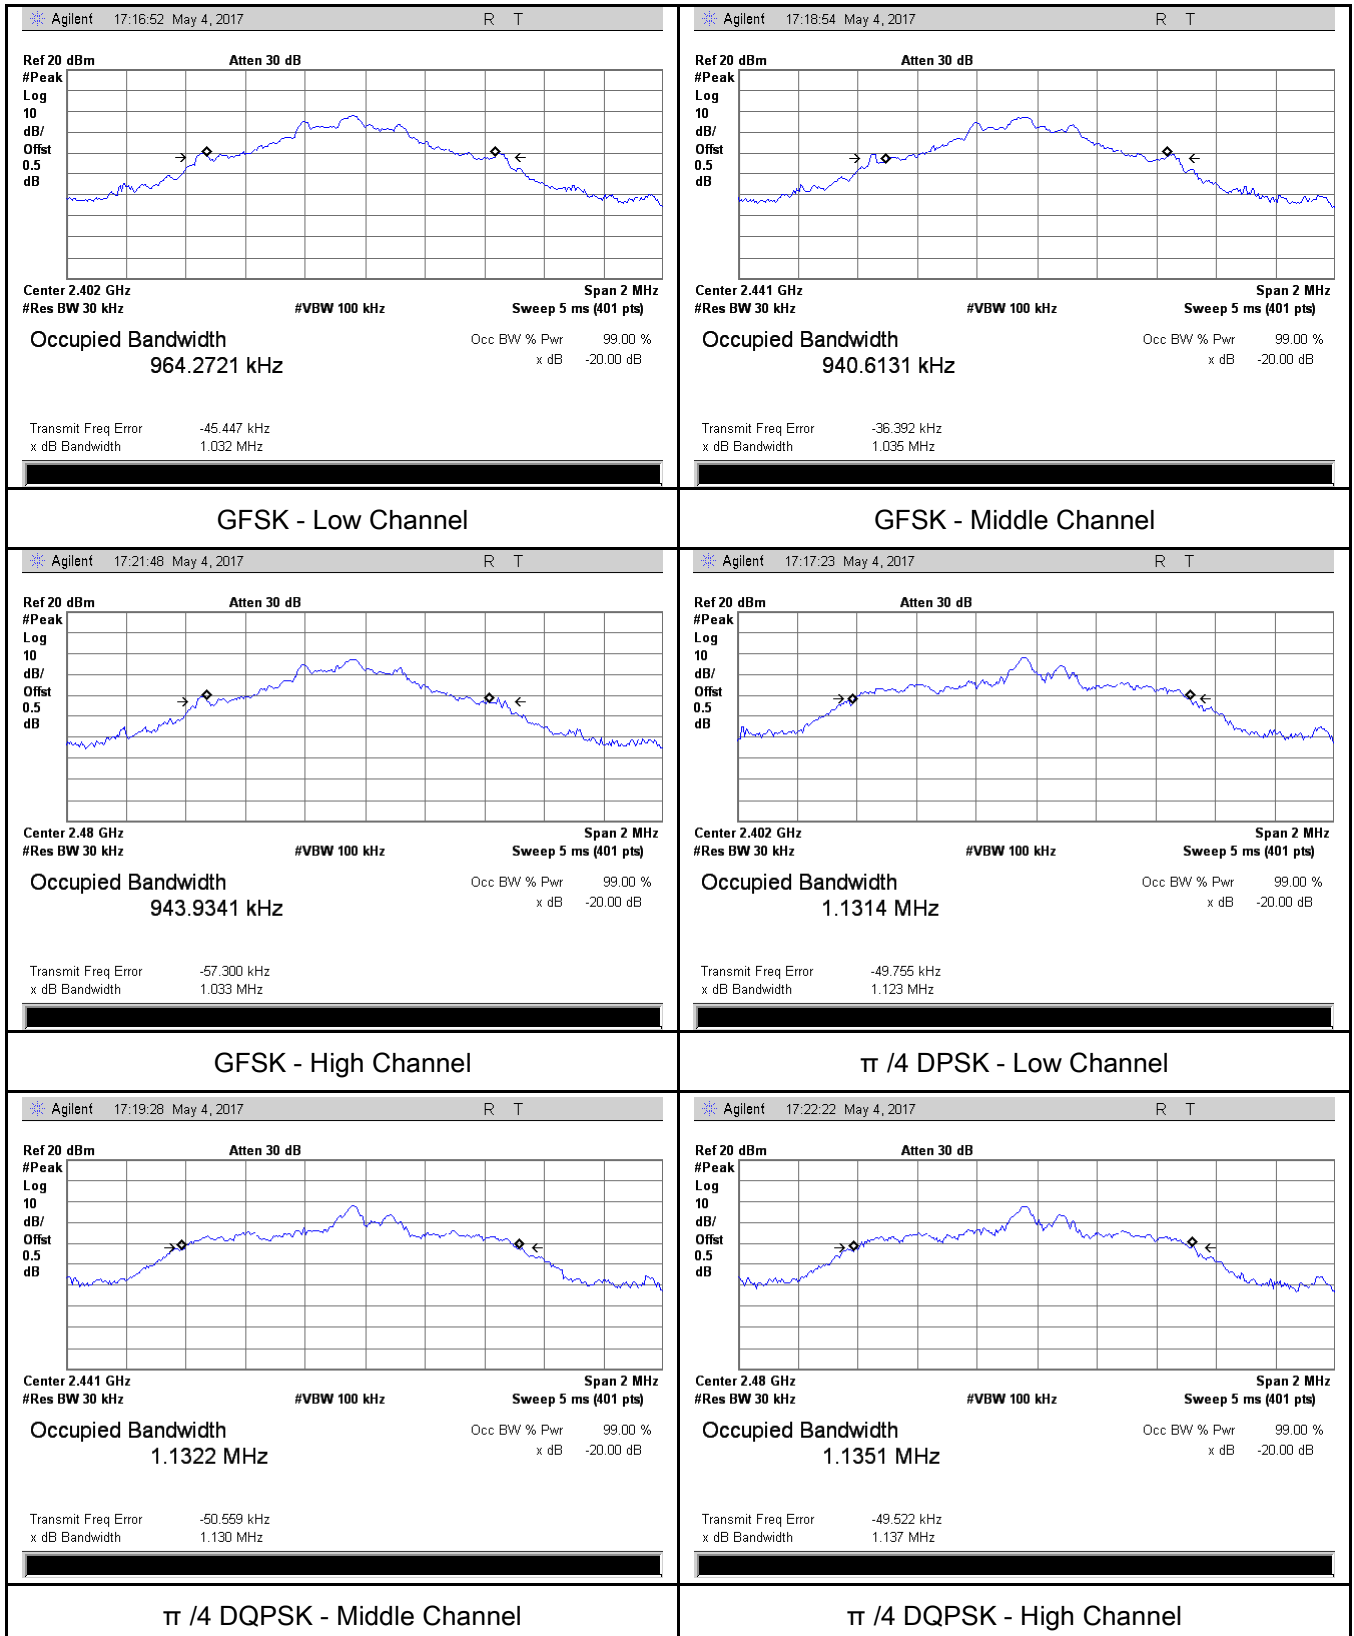 Agilent 17:16:52 May 4, 2017 R T
Ref 20 dBm Atten 30 dB
#Peak
Log
10
dB/
Offst
0.5
dB
Center 2.402 GHz Span 2 MHz
#Res BW 30 kHz #VBW 100 kHz Sweep 5 ms (401 pts)
Occupied Bandwidth Occ BW % Pwr 99.00 %
964.2721 kHz x dB -20.00 dB
Transmit Freq Error -45.447 kHz
x dB Bandwidth 1.032 MHz
GFSK - Low Channel
Agilent 17:18:54 May 4, 2017 R T
Ref 20 dBm Atten 30 dB
#Peak
Log
10
dB/
Offst
0.5
dB
Center 2.441 GHz Span 2 MHz
#Res BW 30 kHz #VBW 100 kHz Sweep 5 ms (401 pts)
Occupied Bandwidth Occ BW % Pwr 99.00 %
940.6131 kHz x dB -20.00 dB
Transmit Freq Error -36.392 kHz
x dB Bandwidth 1.035 MHz
GFSK - Middle Channel
Agilent 17:21:48 May 4, 2017 R T
Ref 20 dBm Atten 30 dB
#Peak
Log
10
dB/
Offst
0.5
dB
Center 2.48 GHz Span 2 MHz
#Res BW 30 kHz #VBW 100 kHz Sweep 5 ms (401 pts)
Occupied Bandwidth Occ BW % Pwr 99.00 %
943.9341 kHz x dB -20.00 dB
Transmit Freq Error -57.300 kHz
x dB Bandwidth 1.033 MHz
GFSK - High Channel
Agilent 17:17:23 May 4, 2017 R T
Ref 20 dBm Atten 30 dB
#Peak
Log
10
dB/
Offst
0.5
dB
Center 2.402 GHz Span 2 MHz
#Res BW 30 kHz #VBW 100 kHz Sweep 5 ms (401 pts)
Occupied Bandwidth Occ BW % Pwr 99.00 %
1.1314 MHz x dB -20.00 dB
Transmit Freq Error -49.755 kHz
x dB Bandwidth 1.123 MHz
π /4 DPSK - Low Channel
Agilent 17:19:28 May 4, 2017 R T
Ref 20 dBm Atten 30 dB
#Peak
Log
10
dB/
Offst
0.5
dB
Center 2.441 GHz Span 2 MHz
#Res BW 30 kHz #VBW 100 kHz Sweep 5 ms (401 pts)
Occupied Bandwidth Occ BW % Pwr 99.00 %
1.1322 MHz x dB -20.00 dB
Transmit Freq Error -50.559 kHz
x dB Bandwidth 1.130 MHz
π /4 DQPSK - Middle Channel
Agilent 17:22:22 May 4, 2017 R T
Ref 20 dBm Atten 30 dB
#Peak
Log
10
dB/
Offst
0.5
dB
Center 2.48 GHz Span 2 MHz
#Res BW 30 kHz #VBW 100 kHz Sweep 5 ms (401 pts)
Occupied Bandwidth Occ BW % Pwr 99.00 %
1.1351 MHz x dB -20.00 dB
Transmit Freq Error -49.522 kHz
x dB Bandwidth 1.137 MHz
π /4 DQPSK - High Channel